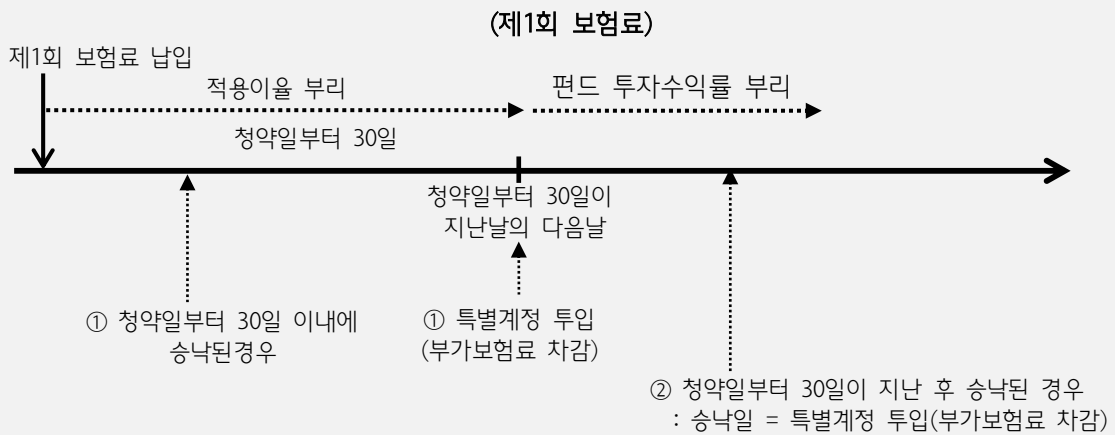 (제1회 보험료)
제1회 보험료 납입
적용이율 부리
펀드 투자수익률 부리
청약일부터 30일
청약일부터 30일이
지난날의 다음날
① 청약일부터 30일 이내에
승낙된경우
① 특별계정 투입
(부가보험료 차감)
② 청약일부터 30일이 지난 후 승낙된 경우
: 승낙일 = 특별계정 투입(부가보험료 차감)